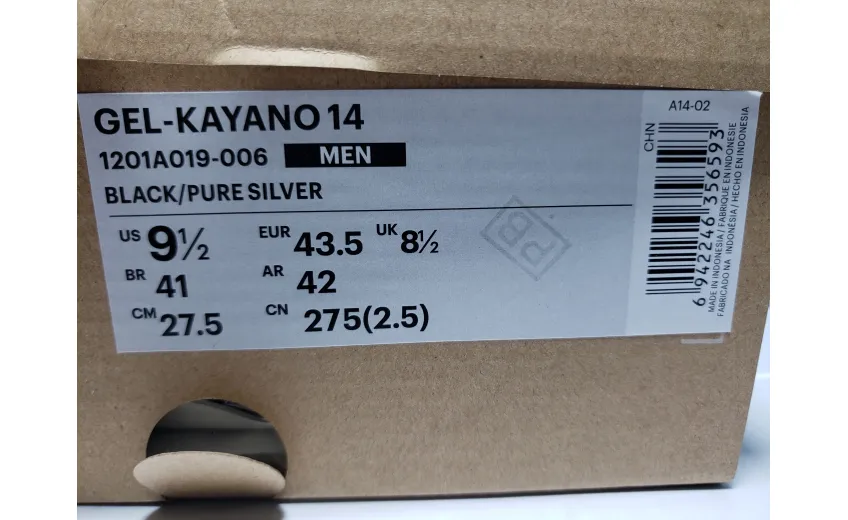 GEL-KAYANO 14
1201A019-006 MEN
BLACK/PURE SILVER
US 9½ EUR 43.5 UK 8½
BR 41 AR 42
CM 27.5 CN 275(2.5)
PB
A14-02
CHN
6 942246 356593
MADE IN INDONESIA / FABRIQUE EN INDONESIE
FABRICADO NA INDONÉSIA / HECHO EN INDONESIA